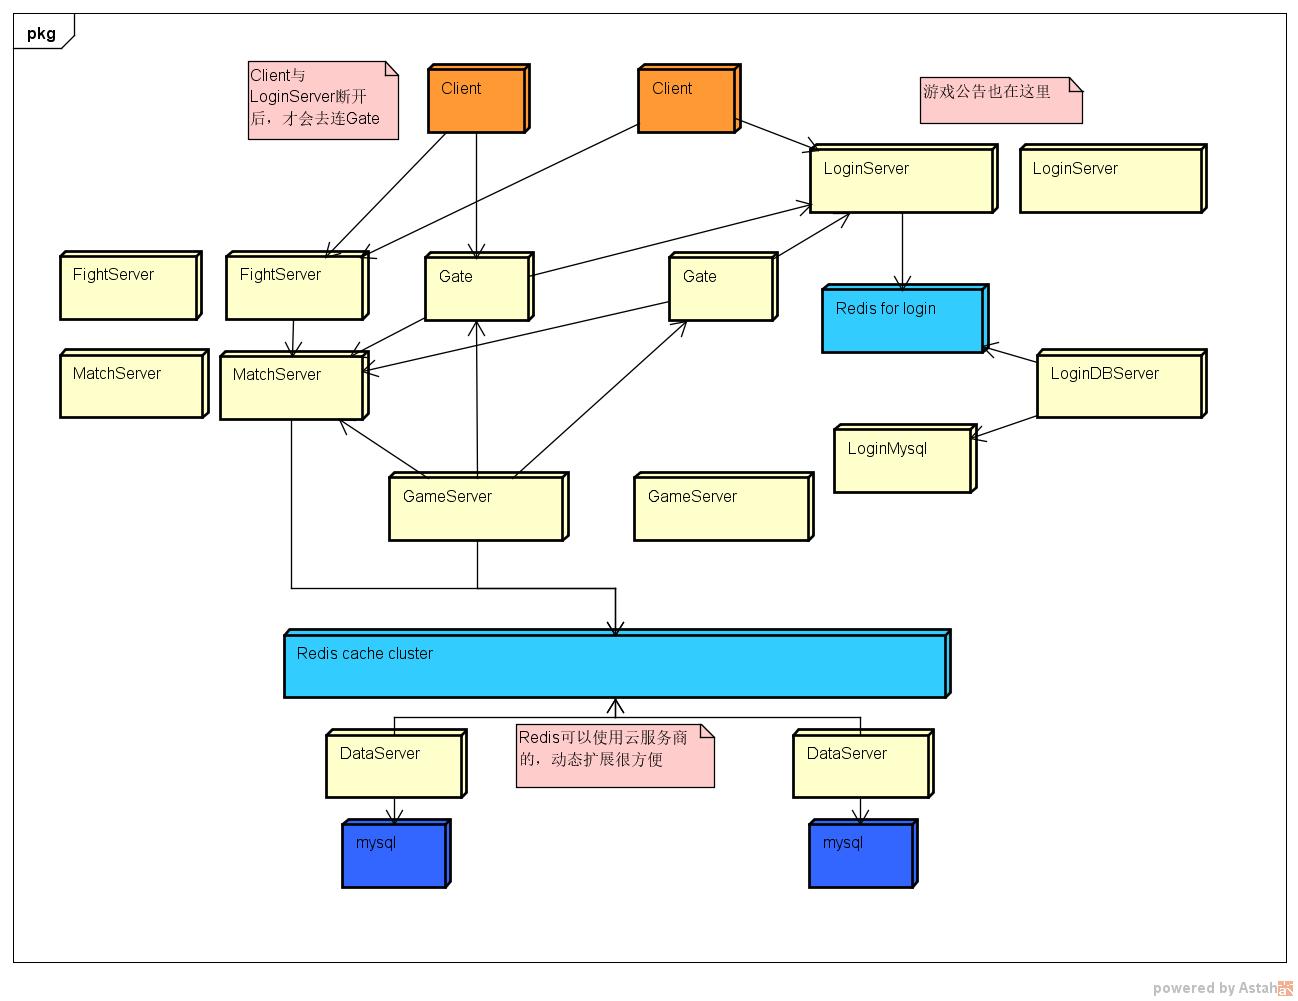 pkg
Client与
LoginServer断开
后，才会去连Gate
Client
Client
游戏公告也在这里
LoginServer
LoginServer
FightServer
FightServer
Gate
Gate
Redis for login
MatchServer
MatchServer
LoginDBServer
LoginMysql
GameServer
GameServer
Redis cache cluster
DataServer
Redis可以使用云服务商
的，动态扩展很方便
DataServer
mysql
mysql
powered by Astah